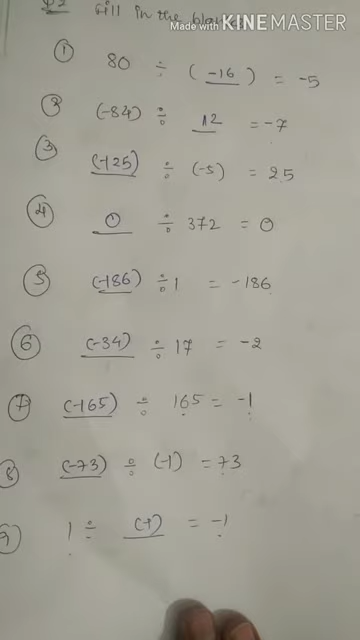 Q2 Fill in the blan
Made with KINEMASTER
① 80 ÷ (-16) = -5
② (-84) ÷ 12 = -7
③ (-125) ÷ (-5) = 25
④ 0 ÷ 372 = 0
⑤ (-186) ÷ 1 = -186
⑥ (-34) ÷ 17 = -2
⑦ (-165) ÷ 165 = -1
⑧ (-73) ÷ (-1) = 73
⑨ 1 ÷ (-1) = -1